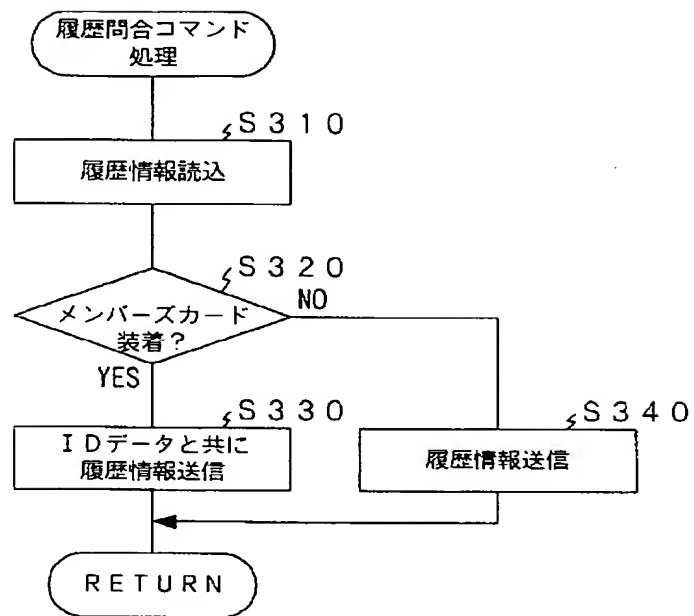 履歴問合コマンド
処理
S310
履歴情報読込
S320
メンバーズカード
装着？
NO
YES
S330
IDデータと共に
履歴情報送信
S340
履歴情報送信
RETURN